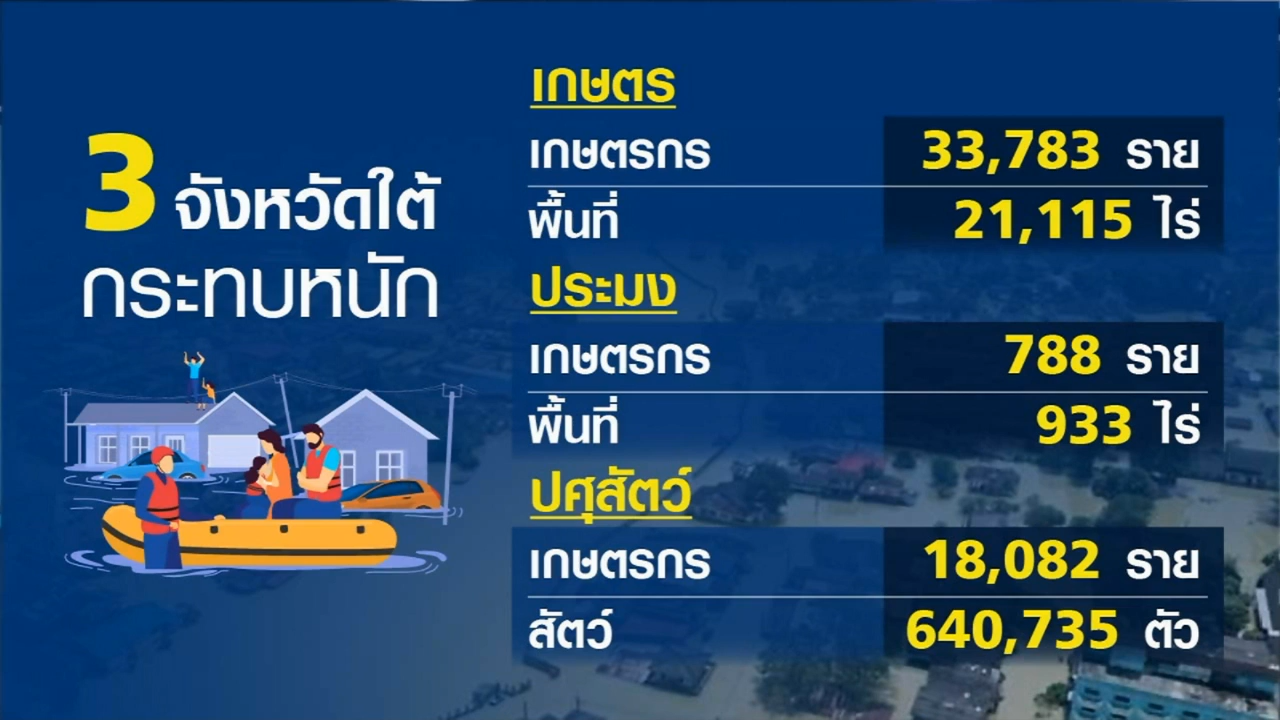 3 จังหวัดใต้
กระทบหนัก
เกษตร
เกษตรกร 33,783 ราย
พื้นที่ 21,115 ไร่
ประมง
เกษตรกร 788 ราย
พื้นที่ 933 ไร่
ปศุสัตว์
เกษตรกร 18,082 ราย
สัตว์ 640,735 ตัว